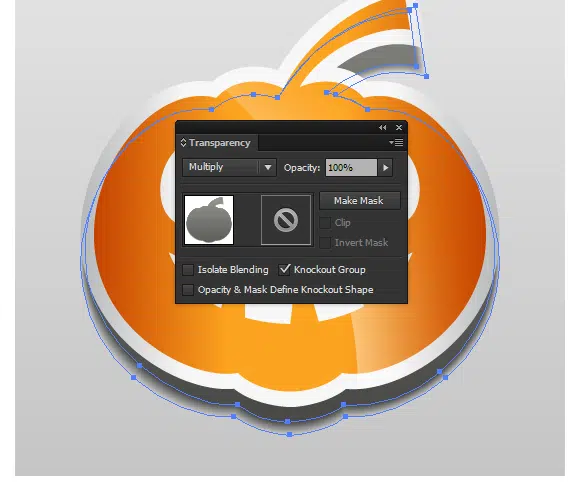 Transparency
Multiply
Opacity: 100%
Make Mask
Clip
Invert Mask
Isolate Blending
Knockout Group
Opacity & Mask Define Knockout Shape